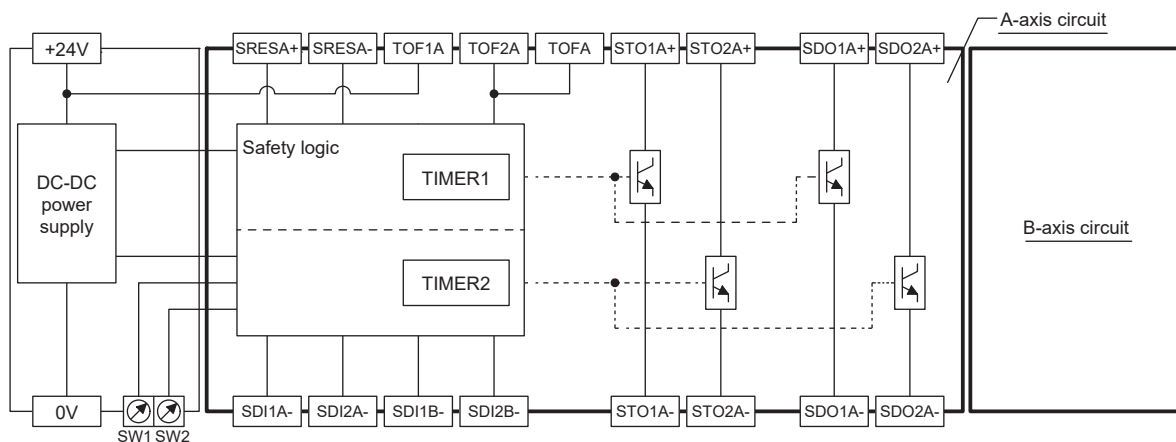 A-axis circuit
+24V
SRESA+
SRESA-
TOF1A
TOF2A
TOFA
STO1A+
STO2A+
SDO1A+
SDO2A+
Safety logic
TIMER1
DC-DC
power
supply
B-axis circuit
TIMER2
0V
SDI1A-
SDI2A-
SDI1B-
SDI2B-
STO1A-
STO2A-
SDO1A-
SDO2A-
SW1 SW2